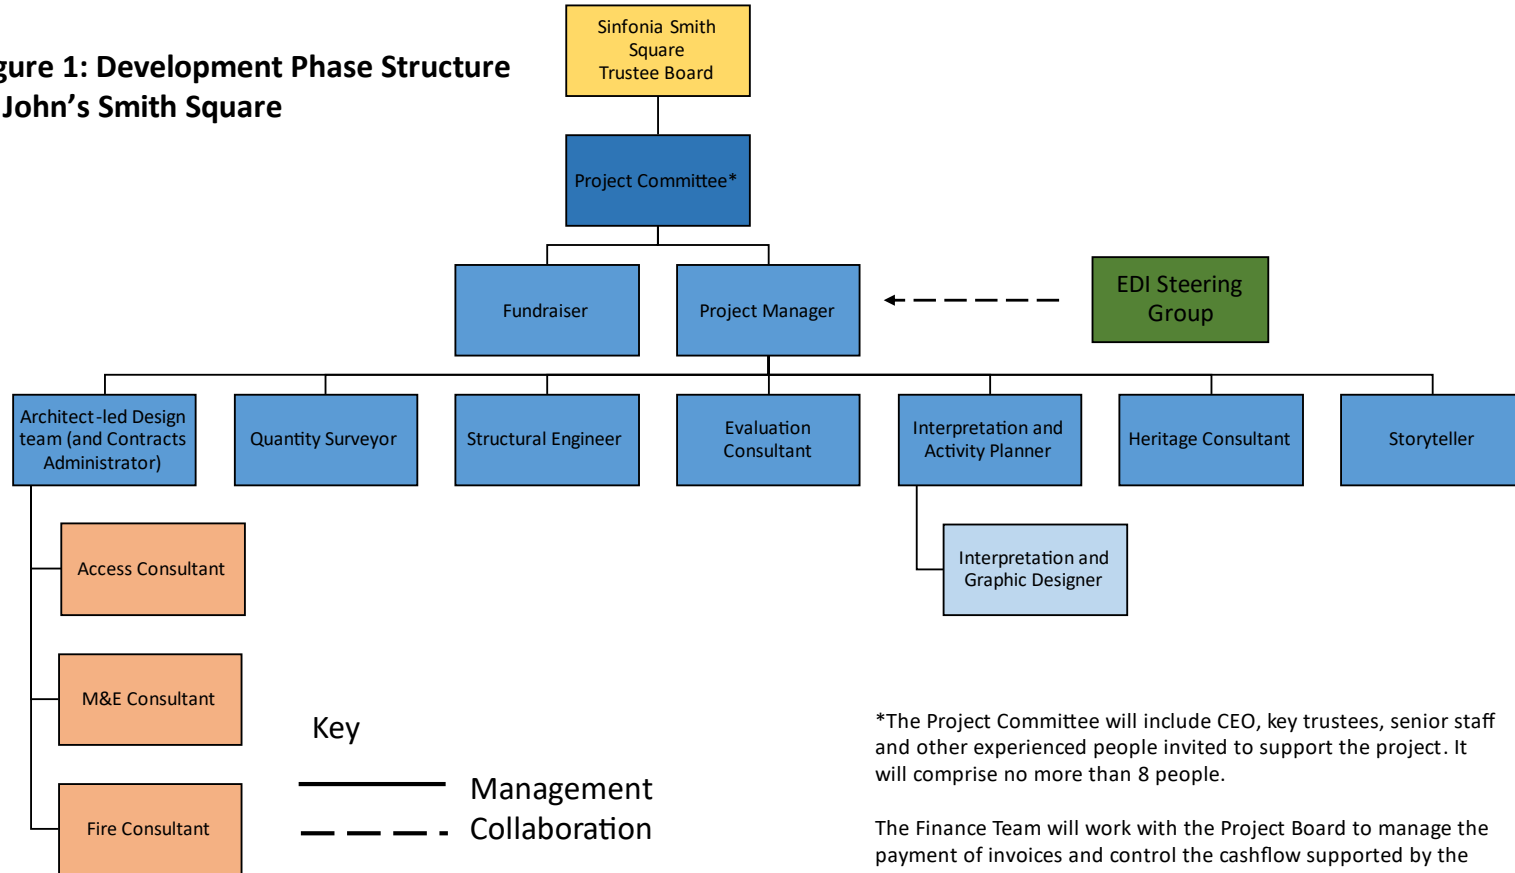 Sinfonia Smith
Square
Trustee Board
gure 1: Development Phase Structure
John's Smith Square
Project Committee*
Fundraiser
Project Manager
EDI Steering
Group
Architect-led Design
team (and Contracts
Administrator)
Quantity Surveyor
Structural Engineer
Evaluation
Consultant
Interpretation and
Activity Planner
Heritage Consultant
Storyteller
Access Consultant
Interpretation and
Graphic Designer
M&E Consultant
Fire Consultant
Key
Management
Collaboration
*The Project Committee will include CEO, key trustees, senior staff
and other experienced people invited to support the project. It
will comprise no more than 8 people.
The Finance Team will work with the Project Board to manage the
payment of invoices and control the cashflow supported by the